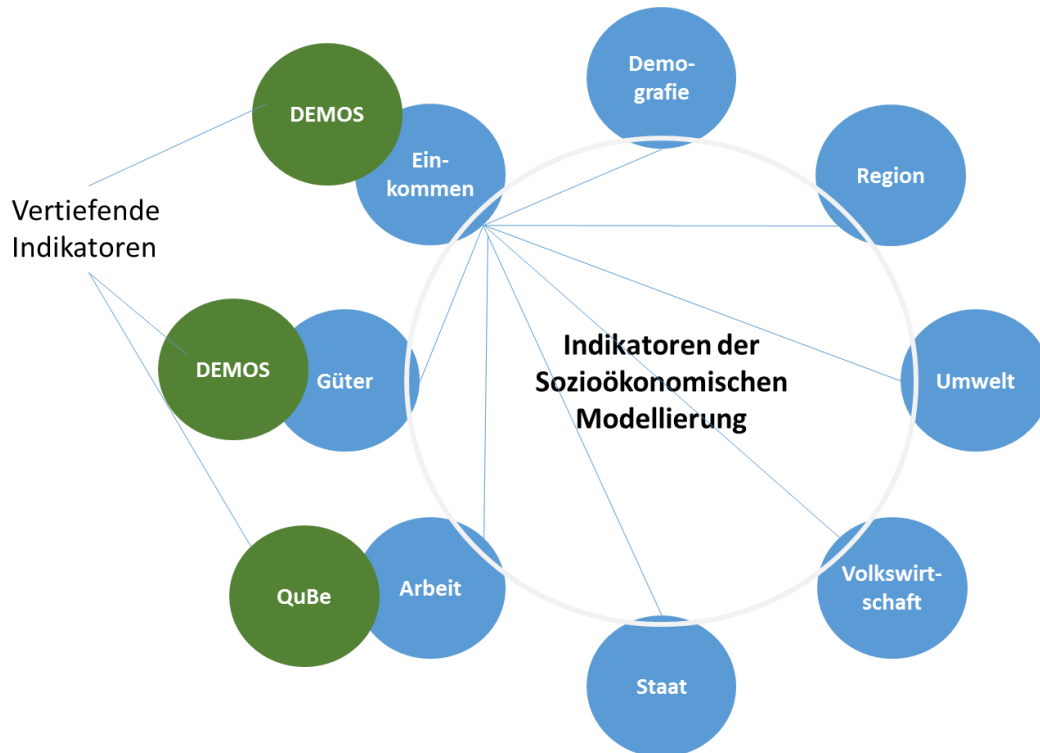 Demo-
grafie
DEMOS
Ein-
kommen
Region
Vertiefende
Indikatoren
Indikatoren der
Sozioökonomischen
Modellierung
DEMOS
Güter
Umwelt
QuBe
Arbeit
Volkswirt-
schaft
Staat